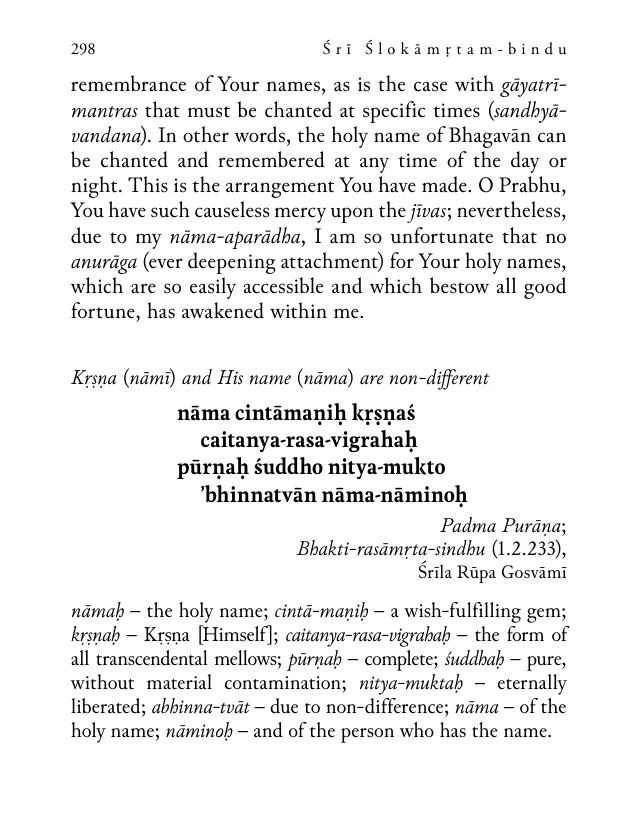 298 Śrī Ślokāmṛtam-bindu
remembrance of Your names, as is the case with gāyatrī-
mantras that must be chanted at specific times (sandhyā-
vandana). In other words, the holy name of Bhagavān can
be chanted and remembered at any time of the day or
night. This is the arrangement You have made. O Prabhu,
You have such causeless mercy upon the jīvas; nevertheless,
due to my nāma-aparādha, I am so unfortunate that no
anurāga (ever deepening attachment) for Your holy names,
which are so easily accessible and which bestow all good
fortune, has awakened within me.
Kṛṣṇa (nāmī) and His name (nāma) are non-different
nāma cintāmaṇiḥ kṛṣṇaś
caitanya-rasa-vigrahaḥ
pūrṇaḥ śuddho nitya-mukto
’bhinnatvān nāma-nāminoḥ
Padma Purāṇa;
Bhakti-rasāmṛta-sindhu (1.2.233),
Śrīla Rūpa Gosvāmī
nāmaḥ – the holy name; cintā-maṇiḥ – a wish-fulfilling gem;
kṛṣṇaḥ – Kṛṣṇa [Himself]; caitanya-rasa-vigrahaḥ – the form of
all transcendental mellows; pūrṇaḥ – complete; śuddhaḥ – pure,
without material contamination; nitya-muktaḥ – eternally
liberated; abhinna-tvāt – due to non-difference; nāma – of the
holy name; nāminoḥ – and of the person who has the name.